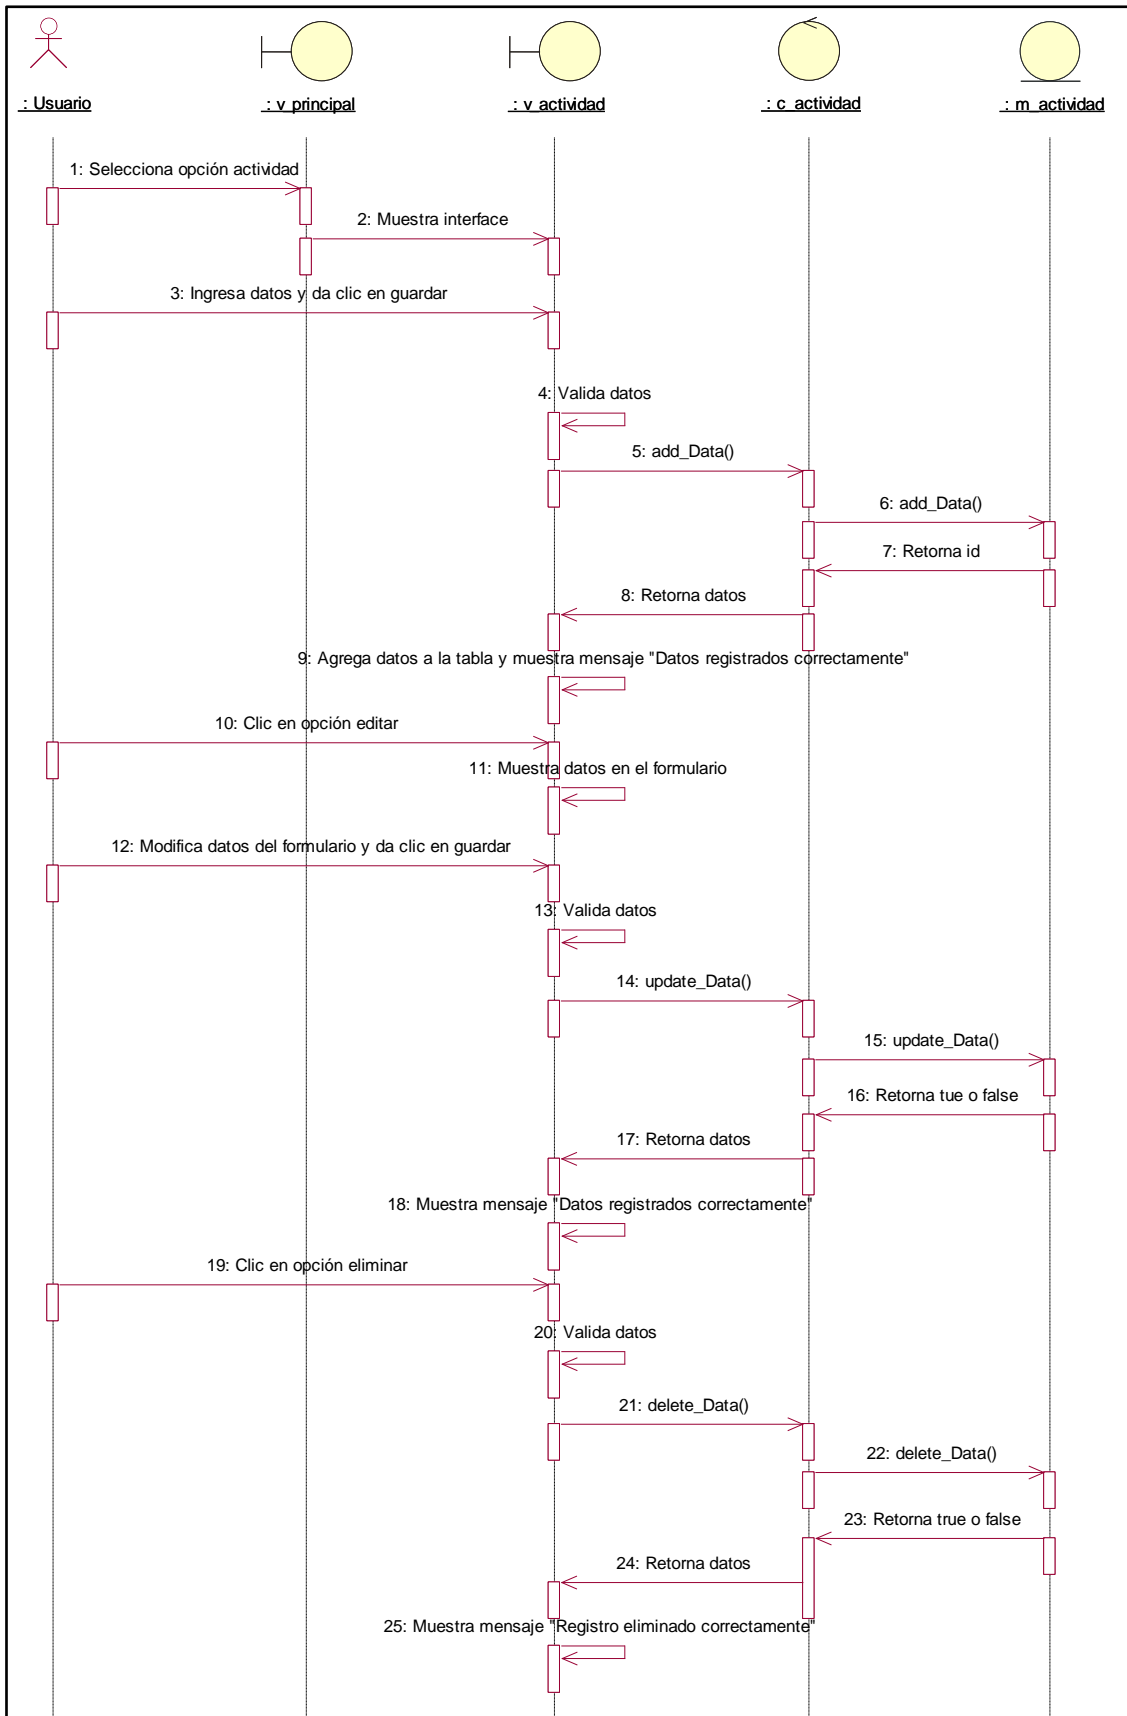 : Usuario
: v_principal
: v_actividad
: c_actividad
: m_actividad
1: Selecciona opción actividad
2: Muestra interface
3: Ingresa datos y da clic en guardar
4: Valida datos
5: add_Data()
6: add_Data()
7: Retorna id
8: Retorna datos
9: Agrega datos a la tabla y muestra mensaje "Datos registrados correctamente"
10: Clic en opción editar
11: Muestra datos en el formulario
12: Modifica datos del formulario y da clic en guardar
13: Valida datos
14: update_Data()
15: update_Data()
16: Retorna tue o false
17: Retorna datos
18: Muestra mensaje "Datos registrados correctamente"
19: Clic en opción eliminar
20: Valida datos
21: delete_Data()
22: delete_Data()
23: Retorna true o false
24: Retorna datos
25: Muestra mensaje "Registro eliminado correctamente"